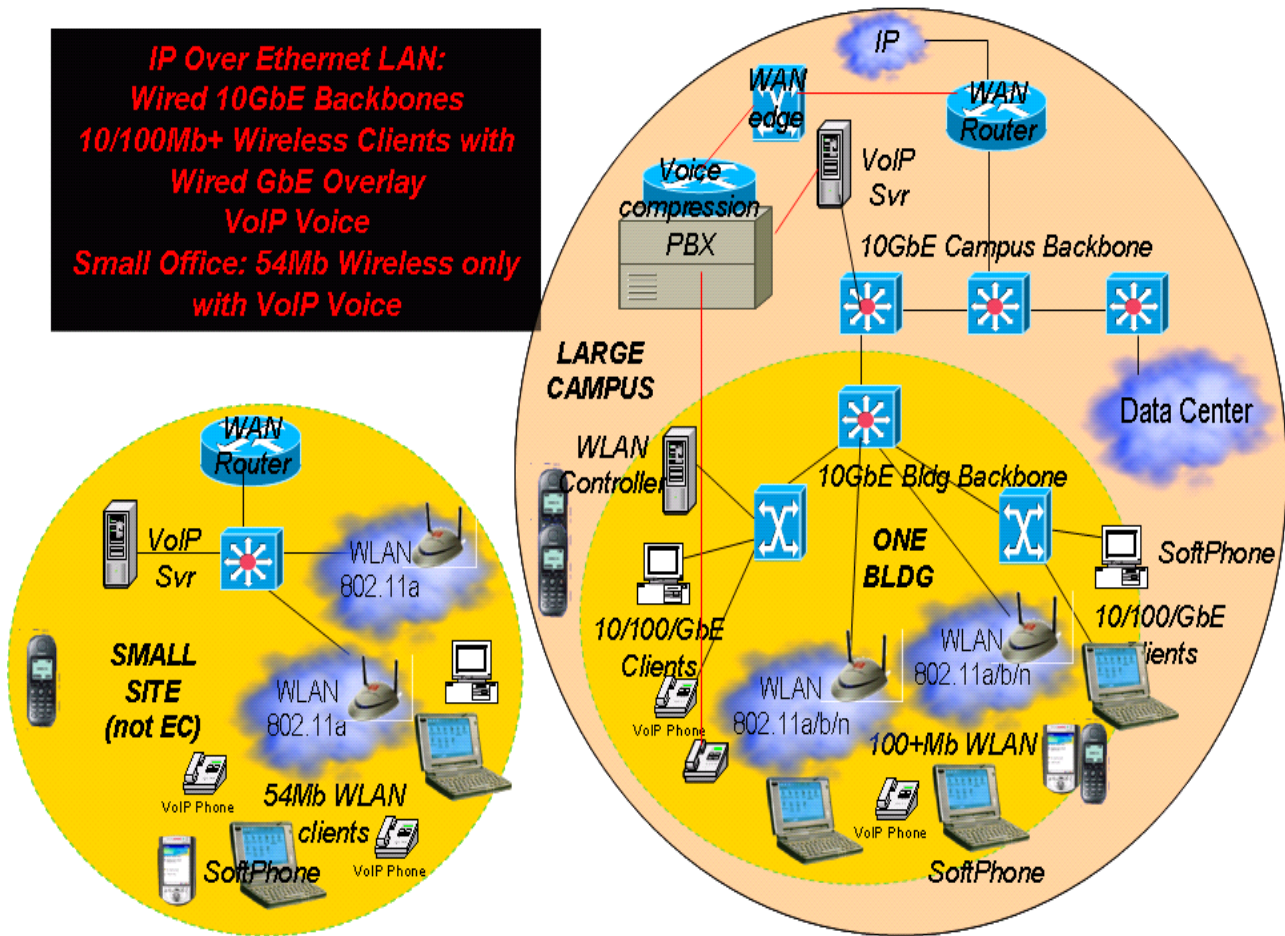 IP Over Ethernet LAN:
Wired 10GbE Backbones
10/100Mb+ Wireless Clients with
Wired GbE Overlay
VoIP Voice
Small Office: 54Mb Wireless only
with VoIP Voice
IP
WAN
edge
WAN
Router
VoIP
Svr
Voice
compression
PBX
10GbE Campus Backbone
LARGE
CAMPUS
Data Center
WLAN
Controller
10GbE Bldg Backbone
ONE
BLDG
SoftPhone
10/100/GbE
Clients
10/100/GbE
lients
WLAN
802.11a/b/n
WLAN
802.11a/b/n
VoIP Phone
100+Mb WLAN
VoIP Phone
SoftPhone
WAN
Router
VoIP
Svr
WLAN
802.11a
SMALL
SITE
(not EC)
WLAN
802.11a
VoIP Phone
54Mb WLAN
clients
SoftPhone
VoIP Phone